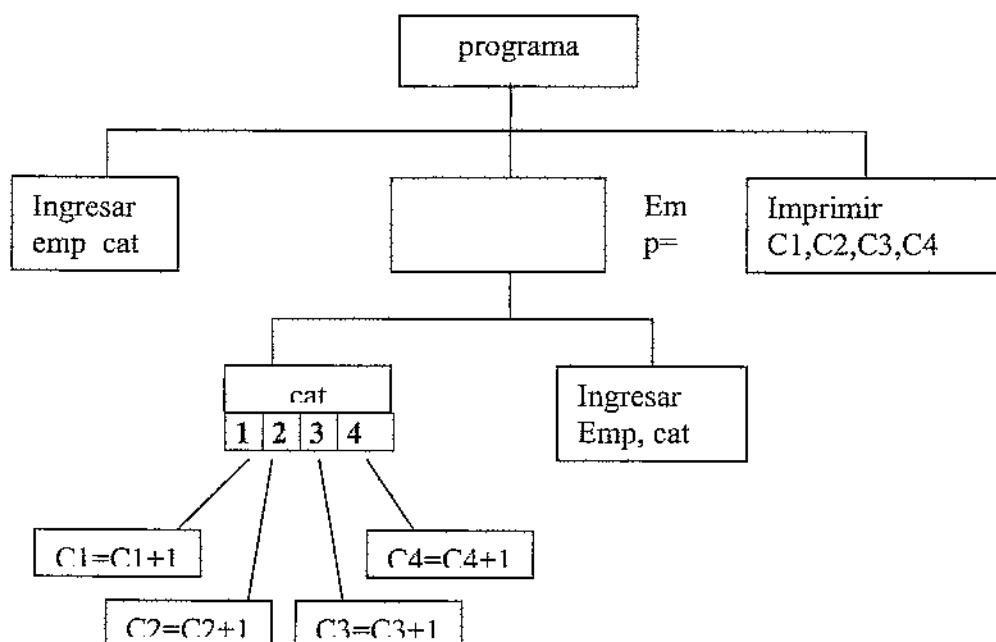 programa
Ingresar
emp cat
Em
p=
Imprimir
C1,C2,C3,C4
cat
1 2 3 4
Ingresar
Emp, cat
C1=C1+1
C4=C4+1
C2=C2+1
C3=C3+1